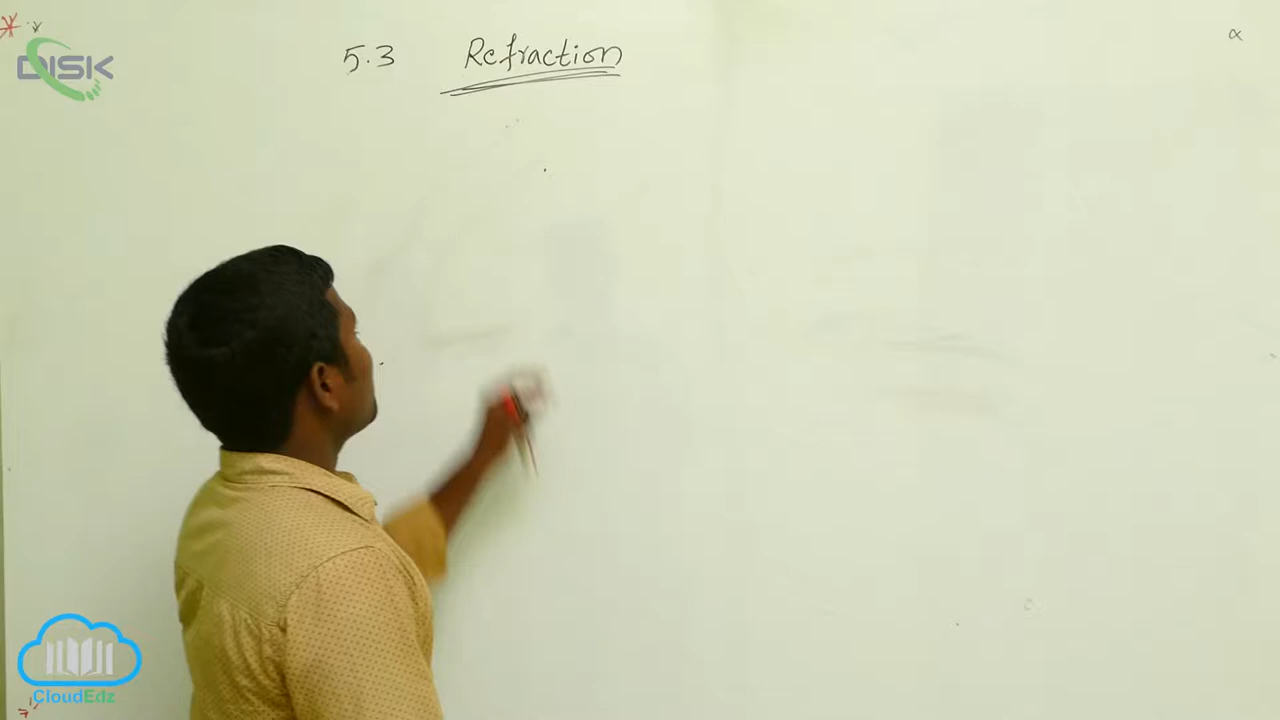 DISK
5.3 Refraction
α
CloudEdz